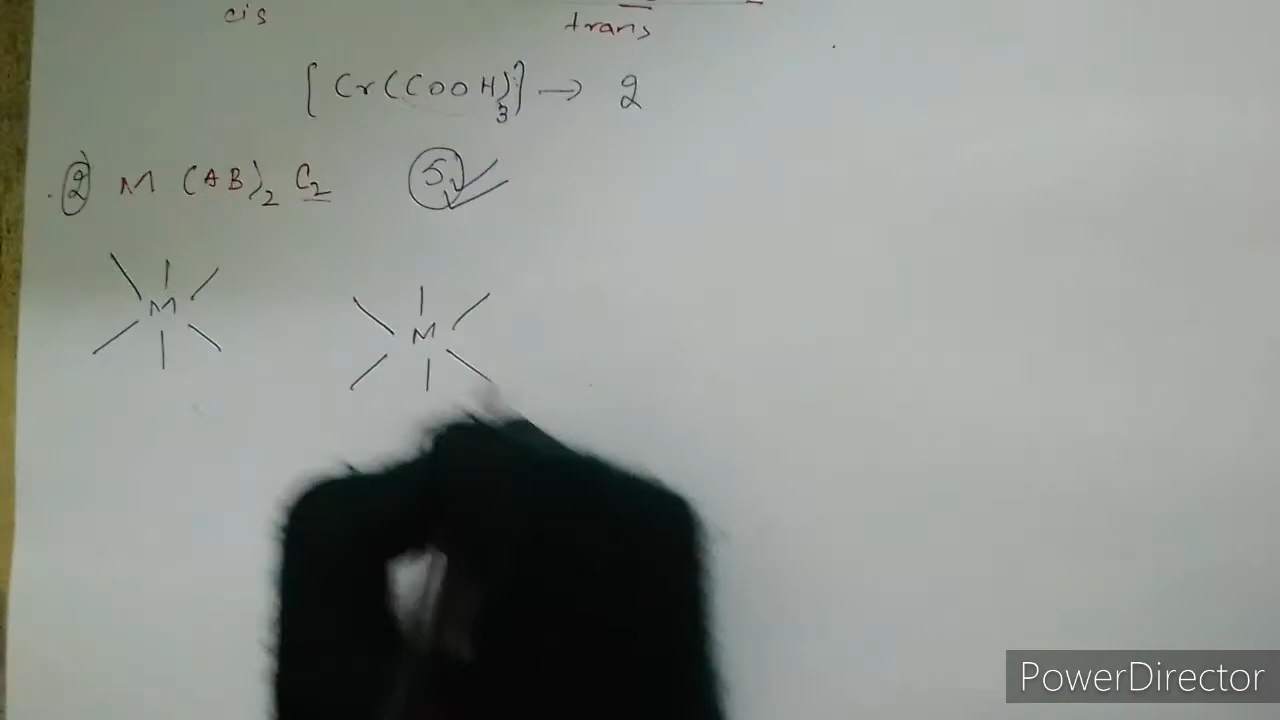 cis
trans
[Cr(COOH)3] → 2
② M (AB)2 C2 5
M
M
PowerDirector